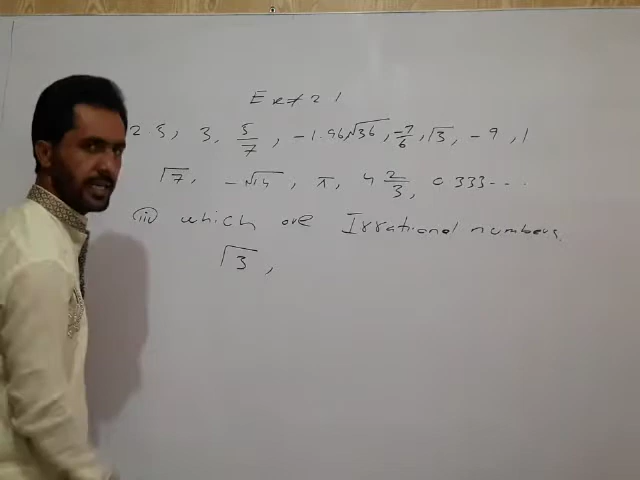 Ex # 2.1
2.5, 3, 5/7, -1.96, √36, -7/6, √3, -9, 1
√7, -√14, π, 4 2/3, 0.333...
(iii) which are Irrational numbers.
√3,